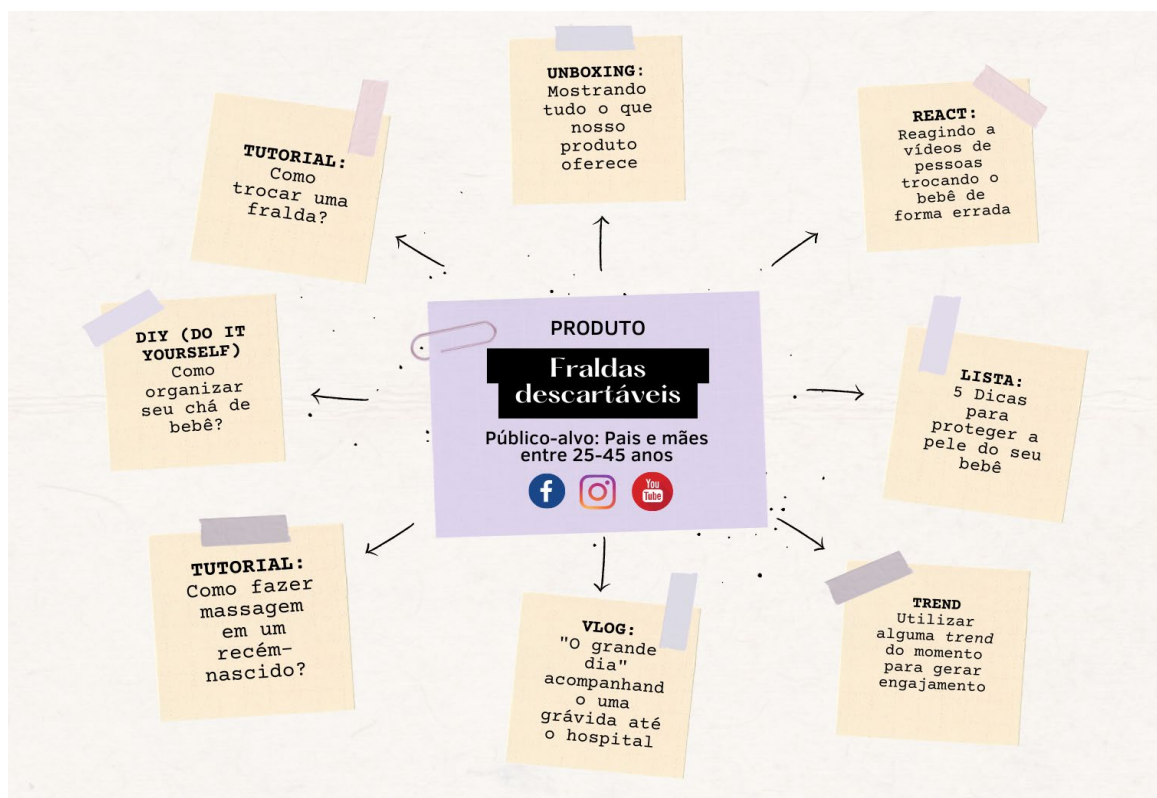 UNBOXING:
Mostrando
tudo o que
nosso
produto
oferece
REACT:
Reagindo a
vídeos de
pessoas
trocando o
bebê de
forma errada
TUTORIAL:
Como
trocar uma
fralda?
DIY (DO IT
YOURSELF)
Como
organizar
seu chá de
bebê?
PRODUTO
Fraldas
descartáveis
Público-alvo: Pais e mães
entre 25-45 anos
f
You
Tube
LISTA:
5 Dicas
para
proteger a
pele do seu
bebê
TUTORIAL:
Como fazer
massagem
em um
recém-
nascido?
VLOG:
"O grande
dia"
acompanhand
o uma
grávida até
o hospital
TREND
Utilizar
alguma trend
do momento
para gerar
engajamento